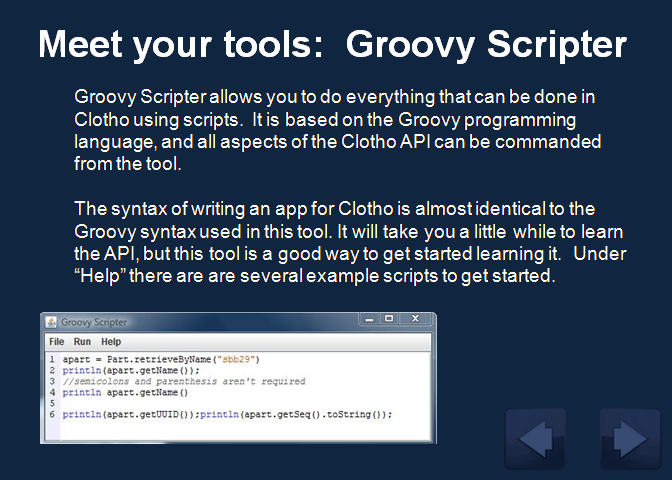 Meet your tools:  Groovy Scripter
Groovy Scripter allows you to do everything that can be done in
Clotho using scripts.  It is based on the Groovy programming
language, and all aspects of the Clotho API can be commanded
from the tool.
The syntax of writing an app for Clotho is almost identical to the
Groovy syntax used in this tool. It will take you a little while to learn
the API, but this tool is a good way to get started learning it.  Under
“Help” there are are several example scripts to get started.
Groovy Scripter
File Run Help
1 apart = Part.retrieveByName("sbb29")
2 println(apart.getName());
3 //semicolons and parenthesis aren't required
4 println apart.getName()
5
6 println(apart.getUUID());println(apart.getSeq().toString());